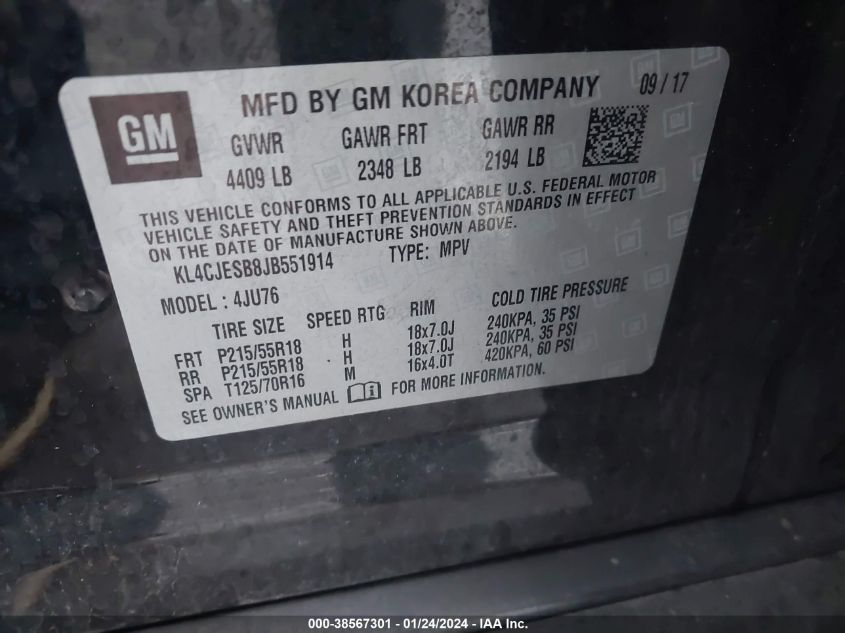 GM
MFD BY GM KOREA COMPANY 09/17
GVWR GAWR FRT GAWR RR
4409 LB 2348 LB 2194 LB
THIS VEHICLE CONFORMS TO ALL APPLICABLE U.S. FEDERAL MOTOR
VEHICLE SAFETY AND THEFT PREVENTION STANDARDS IN EFFECT
ON THE DATE OF MANUFACTURE SHOWN ABOVE.
KL4CJESB8JB551914 TYPE: MPV
MODEL : 4JU76
TIRE SIZE SPEED RTG RIM COLD TIRE PRESSURE
FRT P215/55R18 H 18x7.0J 240KPA, 35 PSI
RR P215/55R18 H 18x7.0J 240KPA, 35 PSI
SPA T125/70R16 M 16x4.0T 420KPA, 60 PSI
SEE OWNER'S MANUAL FOR MORE INFORMATION.
000-38567301 - 01/24/2024 - IAA Inc.